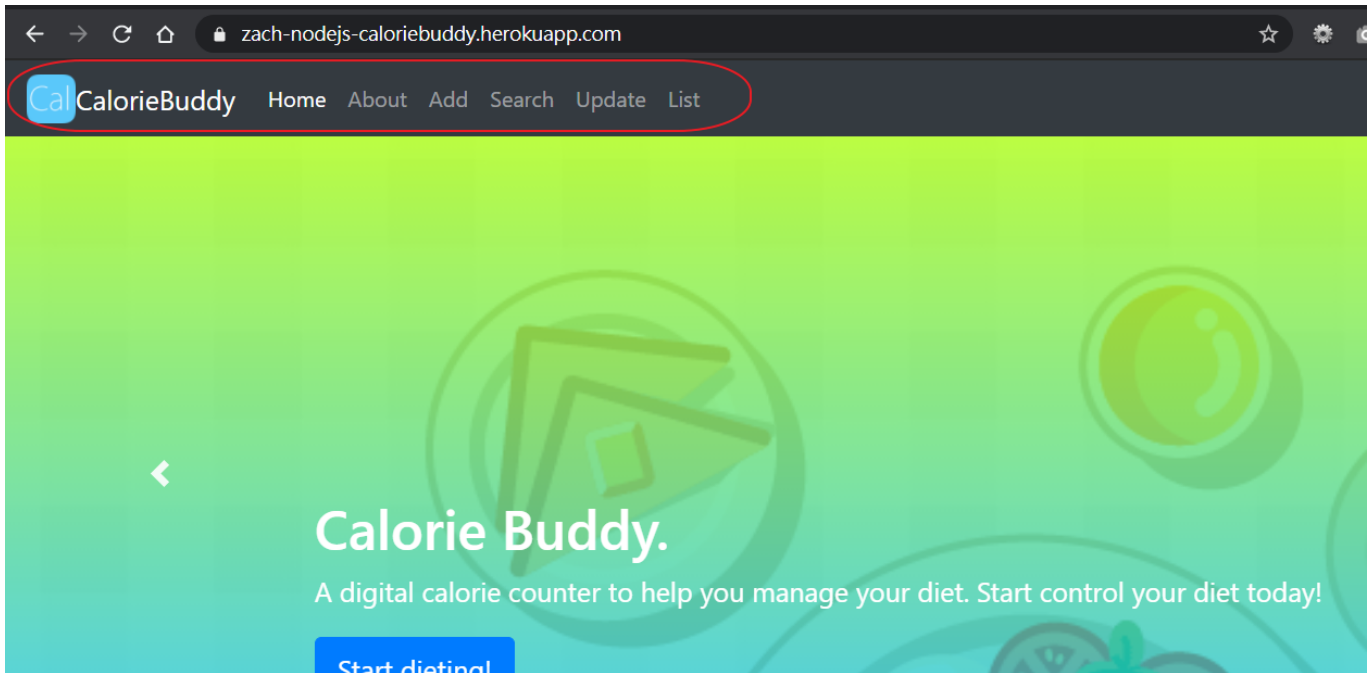 zach-nodejs-caloriebuddy.herokuapp.com
Cal CalorieBuddy Home About Add Search Update List
Calorie Buddy.
A digital calorie counter to help you manage your diet. Start control your diet today!
Start dieting!